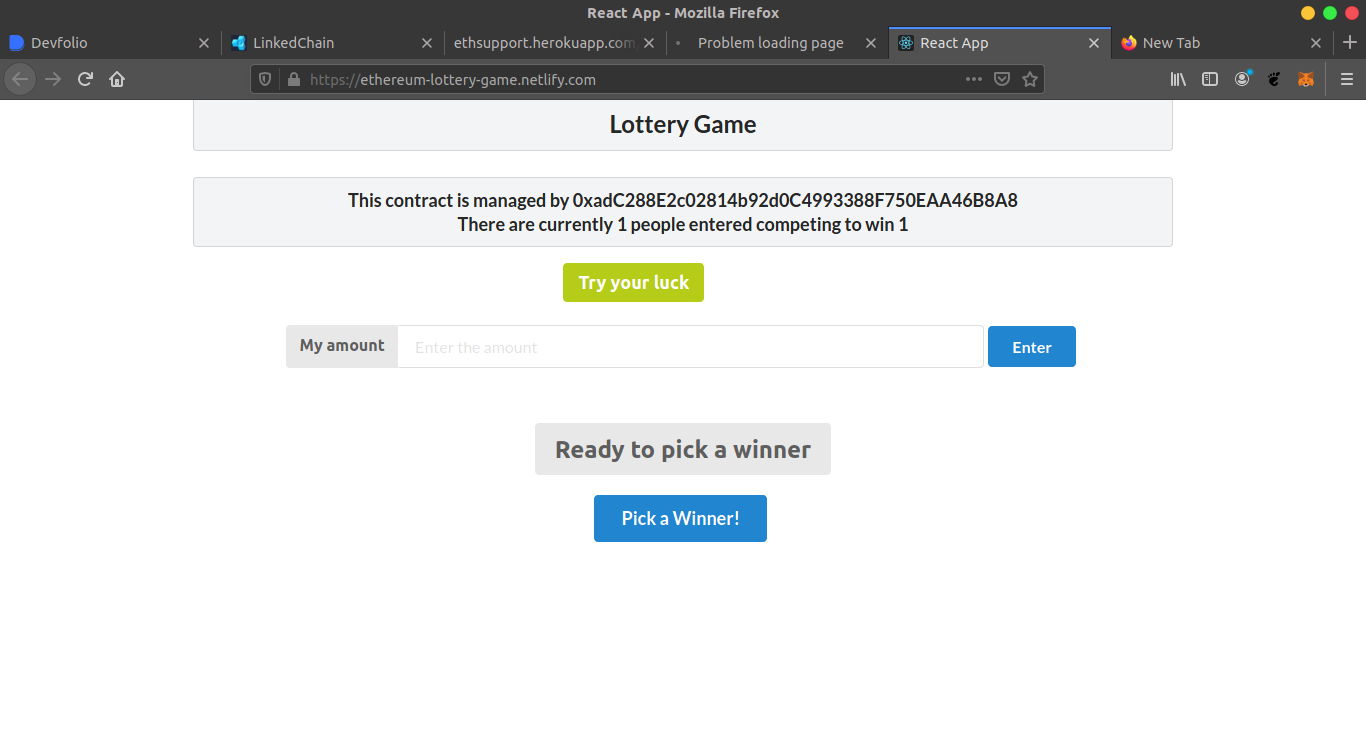 React App - Mozilla Firefox
Devfolio
LinkedChain
ethsupport.herokuapp.com
Problem loading page
React App
New Tab
https://ethereum-lottery-game.netlify.com
Lottery Game
This contract is managed by 0xadC288E2c02814b92d0C4993388F750EAA46B8A8
There are currently 1 people entered competing to win 1
Try your luck
My amount
Enter the amount
Enter
Ready to pick a winner
Pick a Winner!